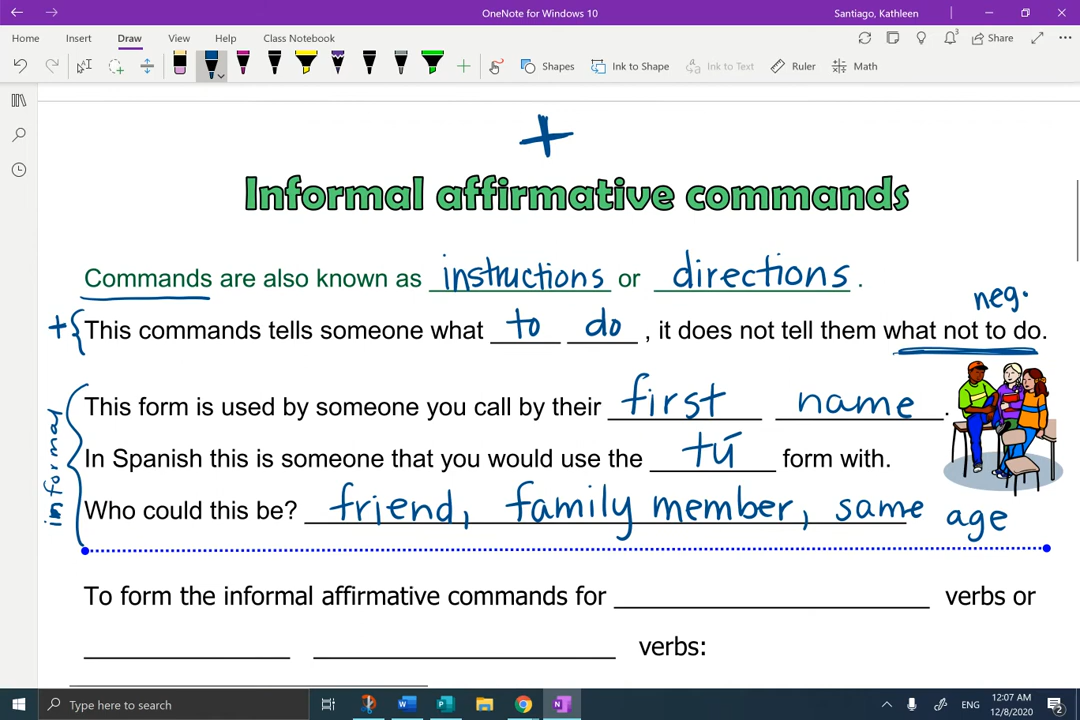 OneNote for Windows 10
Santiago, Kathleen
Home Insert Draw View Help Class Notebook
Share
Shapes Ink to Shape Ink to Text Ruler Math
+
Informal affirmative commands
Commands are also known as instructions or directions.
neg.
+{ This commands tells someone what to do, it does not tell them what not to do.
informal
This form is used by someone you call by their first name.
In Spanish this is someone that you would use the tú form with.
Who could this be? friend, family member, same age
To form the informal affirmative commands for ______ verbs or
______ ______ verbs:
Type here to search
ENG
12:07 AM
12/8/2020
2